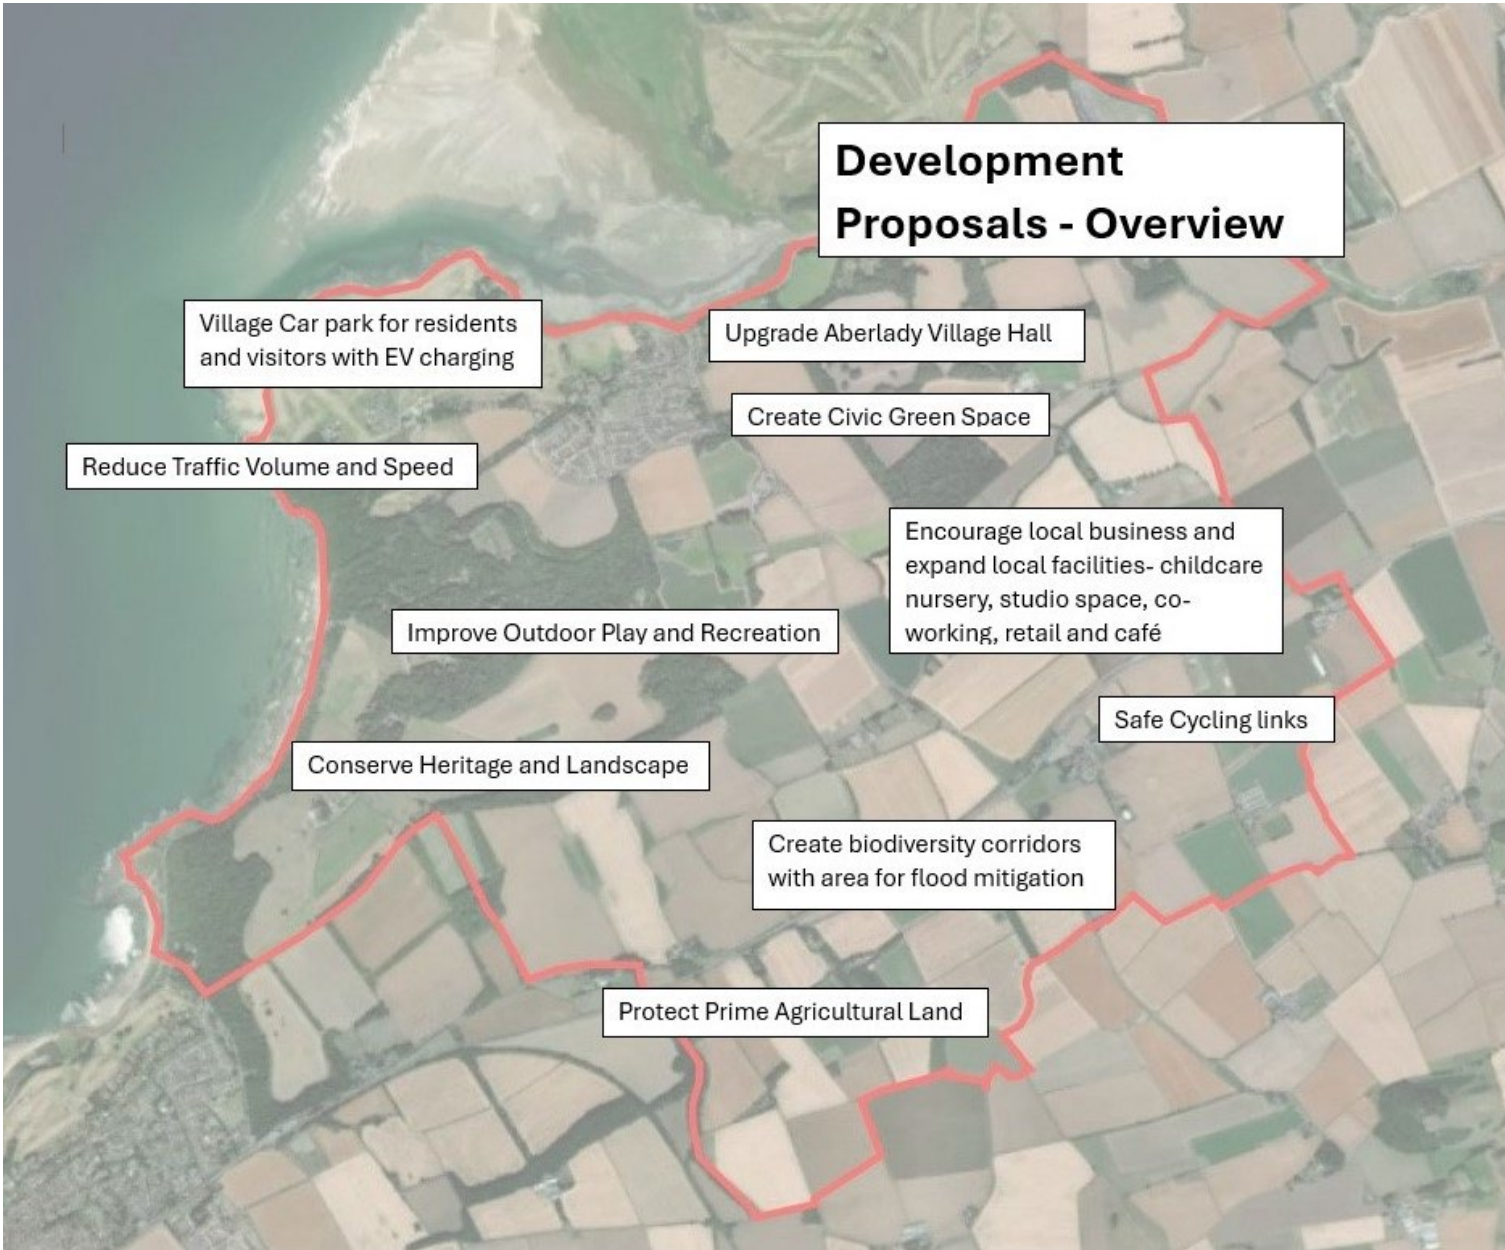 Development
Proposals - Overview
Village Car park for residents
and visitors with EV charging
Upgrade Aberlady Village Hall
Create Civic Green Space
Reduce Traffic Volume and Speed
Encourage local business and
expand local facilities- childcare
nursery, studio space, co-
working, retail and café
Improve Outdoor Play and Recreation
Safe Cycling links
Conserve Heritage and Landscape
Create biodiversity corridors
with area for flood mitigation
Protect Prime Agricultural Land